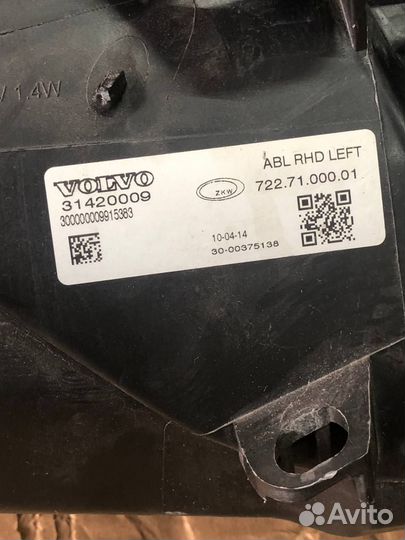 V 1.4W
VOLVO
31420009
300000009915363
ZKW
ABL RHD LEFT
722.71.000.01
10-04-14
30-00375138
Avito